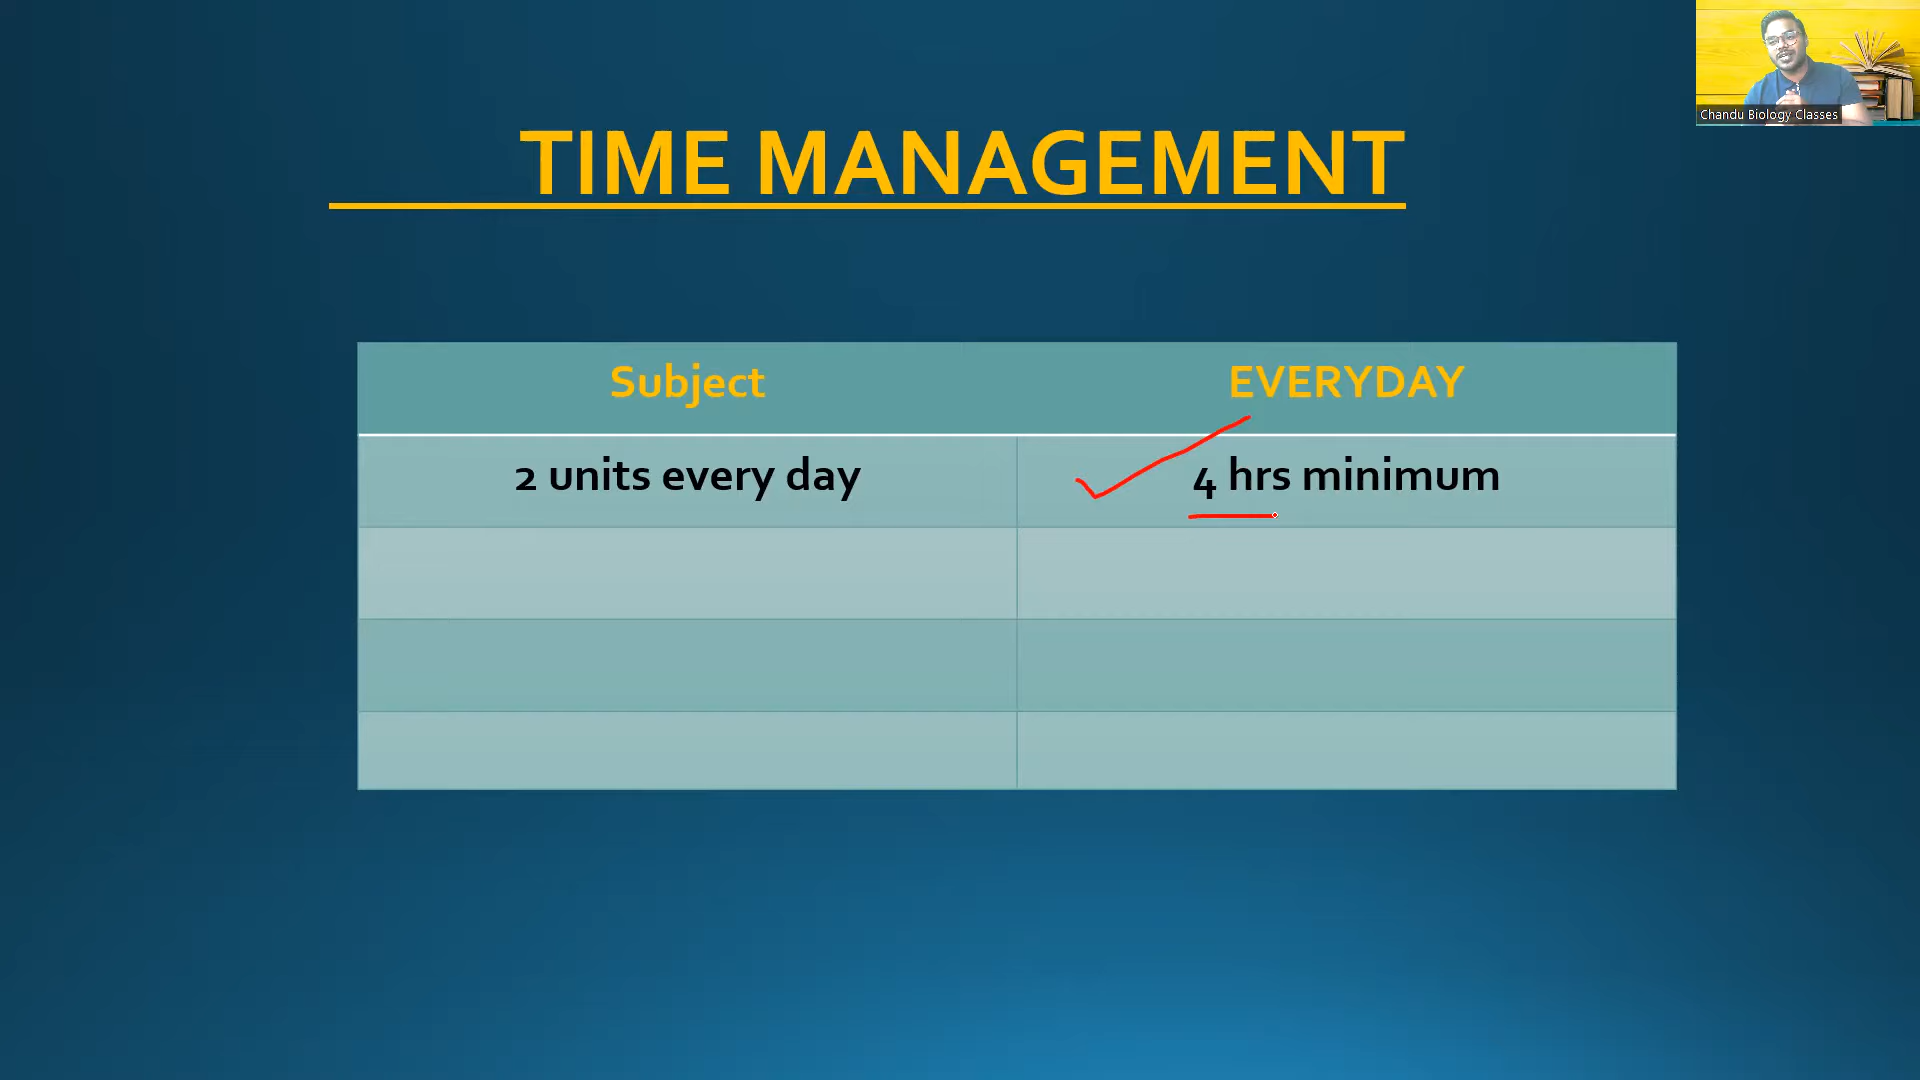 Chandu Biology Classes
TIME MANAGEMENT
Subject
EVERYDAY
2 units every day
4 hrs minimum